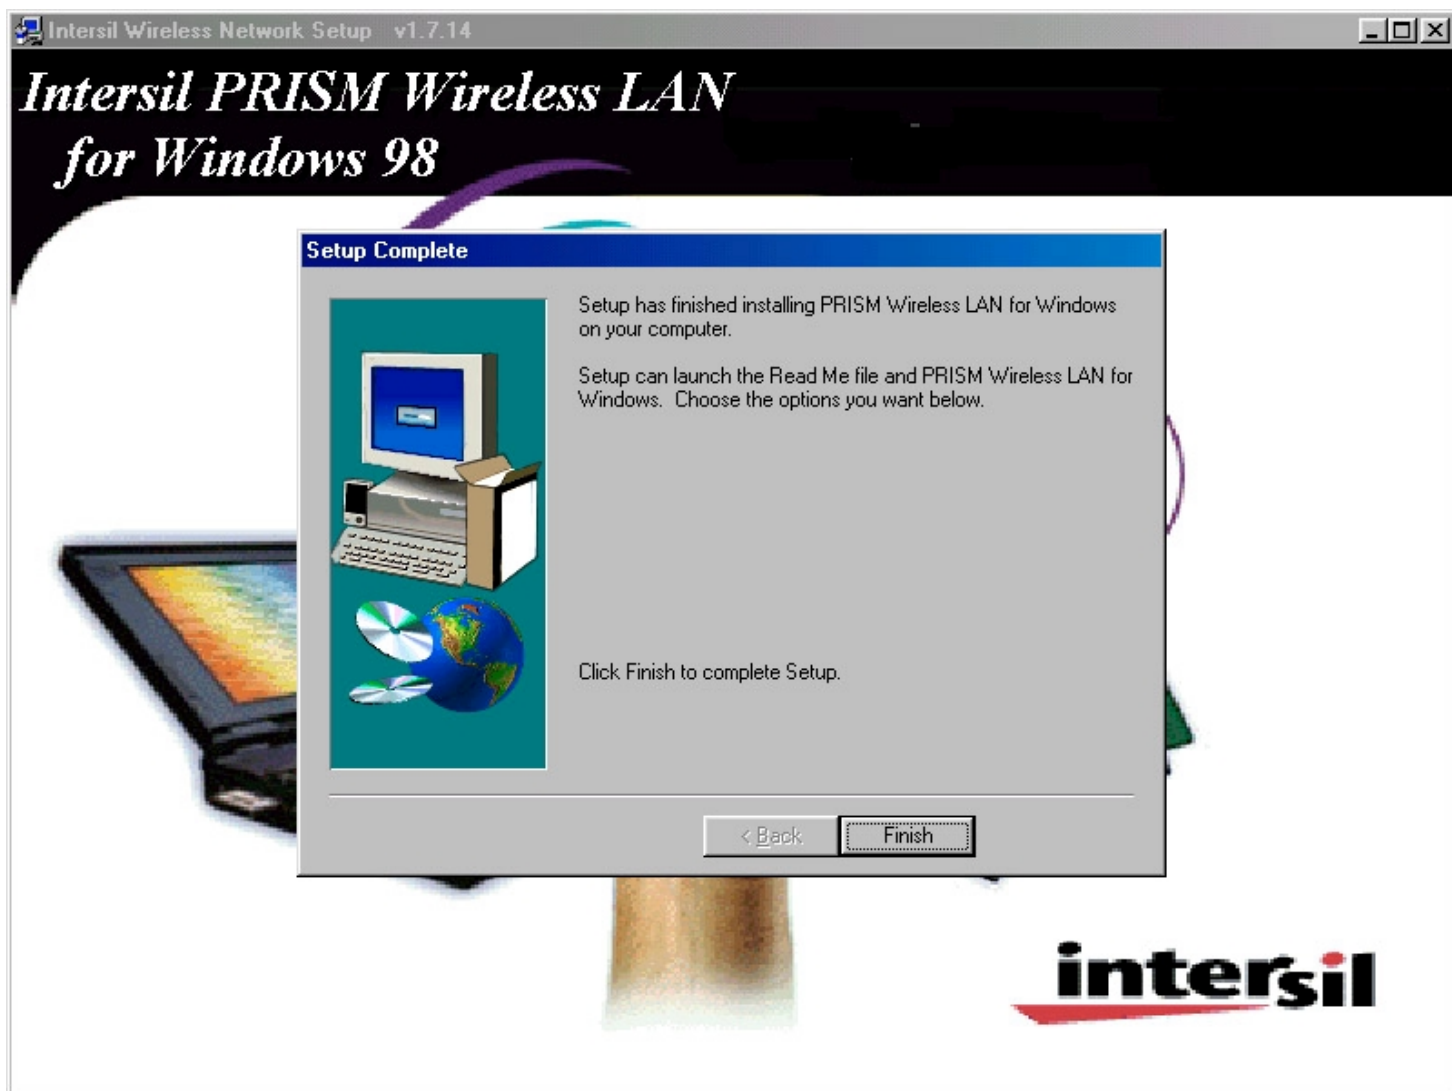 Intersil Wireless Network Setup v1.7.14
Intersil PRISM Wireless LAN
for Windows 98
Setup Complete
Setup has finished installing PRISM Wireless LAN for Windows
on your computer.
Setup can launch the Read Me file and PRISM Wireless LAN for
Windows. Choose the options you want below.
Click Finish to complete Setup.
< Back
Finish
intersil